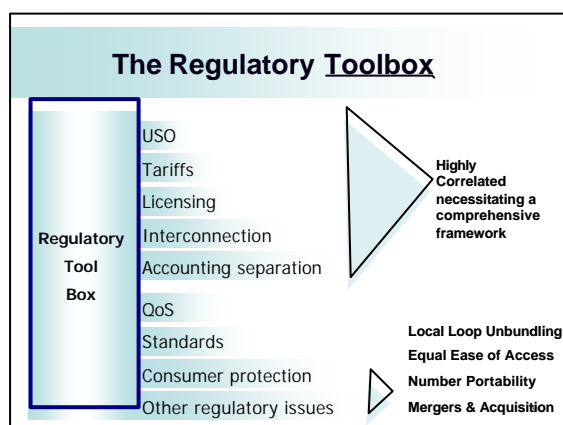 The Regulatory Toolbox
USO
Tariffs
Licensing
Interconnection
Accounting separation
QoS
Standards
Consumer protection
Other regulatory issues
Regulatory
Tool
Box
Highly
Correlated
necessitating a
comprehensive
framework
Local Loop Unbundling
Equal Ease of Access
Number Portability
Mergers & Acquisition